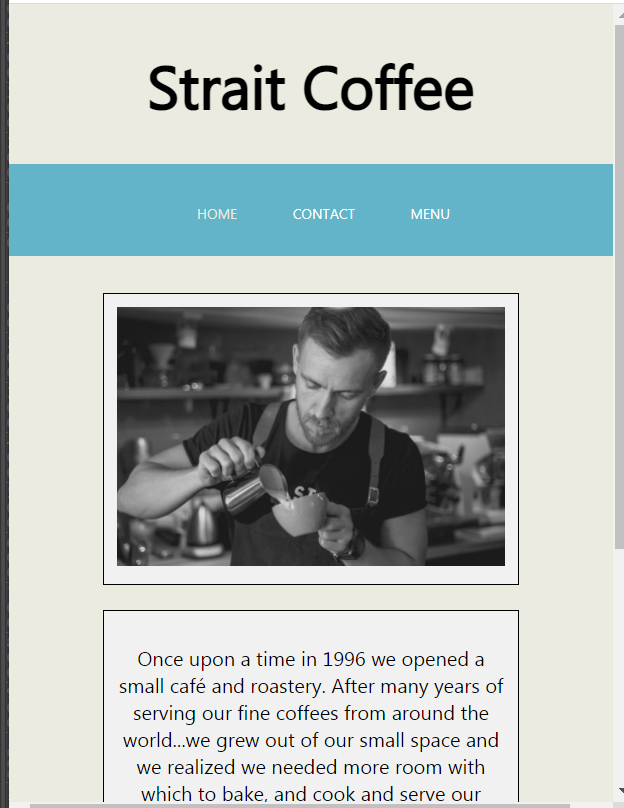 Strait Coffee
HOME CONTACT MENU
Once upon a time in 1996 we opened a
small café and roastery. After many years of
serving our fine coffees from around the
world...we grew out of our small space and
we realized we needed more room with
which to bake, and cook and serve our